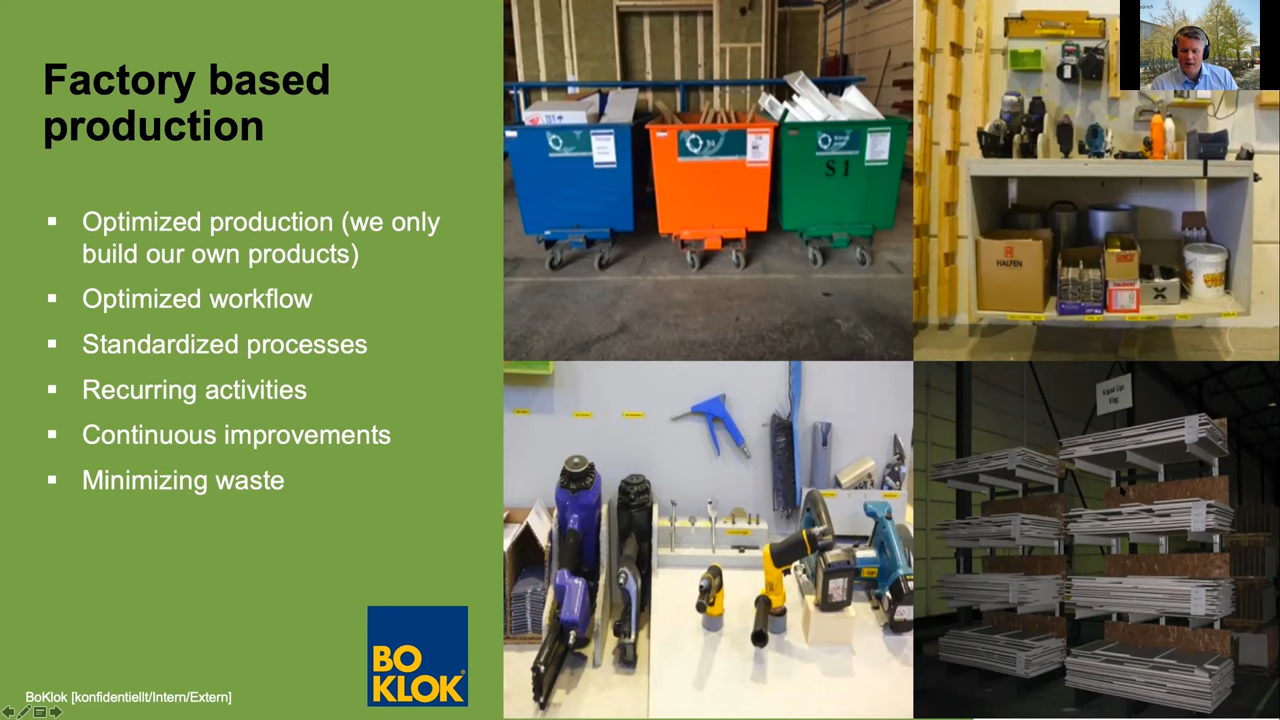 Factory based
production
▪ Optimized production (we only
build our own products)
▪ Optimized workflow
▪ Standardized processes
▪ Recurring activities
▪ Continuous improvements
▪ Minimizing waste
BO
KLOK®
BoKlok [konfidentiellt/Intern/Extern]
S 1
HALFEN